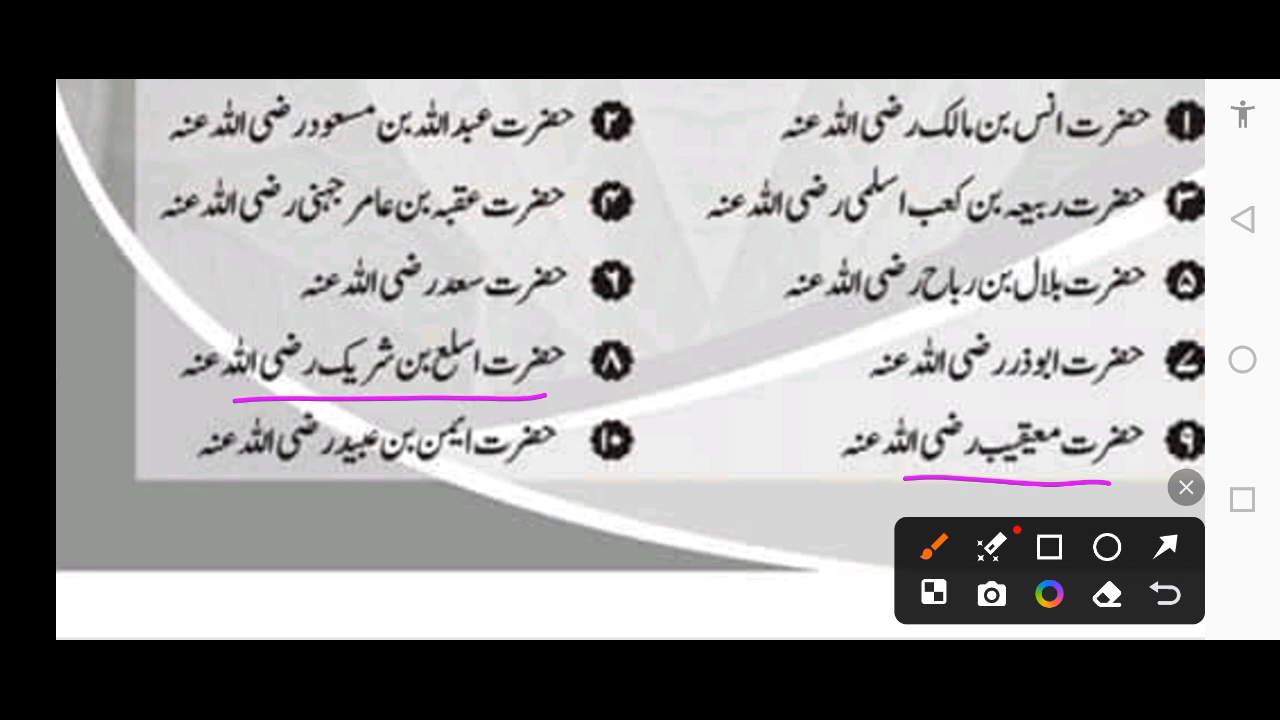 ۱ حضرت انس بن مالک رضی اللہ عنہ ۲ حضرت عبداللہ بن مسعود رضی اللہ عنہ
۳ حضرت ربیعہ بن کعب اسلمی رضی اللہ عنہ ۴ حضرت عقبہ بن عامر جہنی رضی اللہ عنہ
۵ حضرت بلال بن رباح رضی اللہ عنہ ۶ حضرت سعد رضی اللہ عنہ
۷ حضرت ابوذر رضی اللہ عنہ ۸ حضرت اسلع بن شریک رضی اللہ عنہ
۹ حضرت معیقیب رضی اللہ عنہ ۱۰ حضرت ایمن بن عبید رضی اللہ عنہ